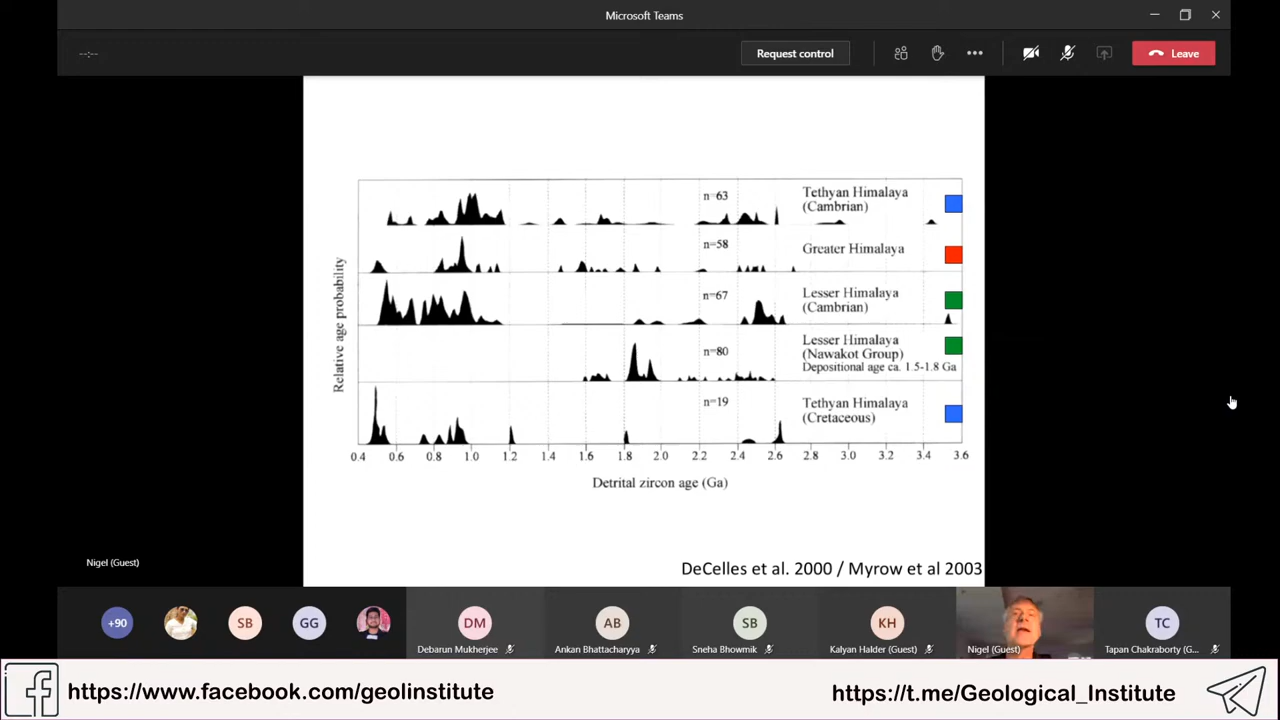 Microsoft Teams
--:--
Request control
Leave
n=63
Tethyan Himalaya
(Cambrian)
n=58
Greater Himalaya
n=67
Lesser Himalaya
(Cambrian)
n=80
Lesser Himalaya
(Nawakot Group)
Depositional age ca. 1.5-1.8 Ga
n=19
Tethyan Himalaya
(Cretaceous)
Relative age probability
0.4 0.6 0.8 1.0 1.2 1.4 1.6 1.8 2.0 2.4 2.6 2.8 3.0 3.2 3.4 3.6
Detrital zircon age (Ga)
DeCelles et al. 2000 / Myrow et al 2003
Nigel (Guest)
+90
SB
GG
DM
Debarun Mukherjee
AB
Ankan Bhattacharyya
SB
Sneha Bhowmik
KH
Kalyan Halder (Guest)
Nigel (Guest)
TC
Tapan Chakraborty (G...
https://www.facebook.com/geolinstitute
https://t.me/Geological_Institute